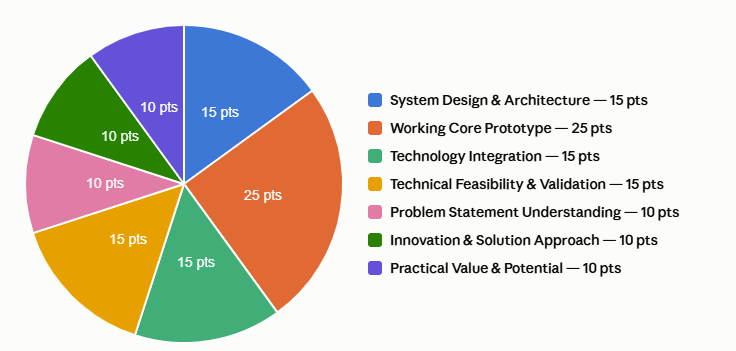 10 pts
15 pts
10 pts
25 pts
10 pts
15 pts
15 pts
System Design & Architecture — 15 pts
Working Core Prototype — 25 pts
Technology Integration — 15 pts
Technical Feasibility & Validation — 15 pts
Problem Statement Understanding — 10 pts
Innovation & Solution Approach — 10 pts
Practical Value & Potential — 10 pts